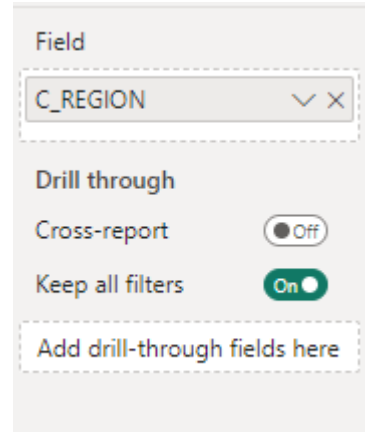 Field
C_REGION
Drill through
Cross-report Off
Keep all filters On
Add drill-through fields here